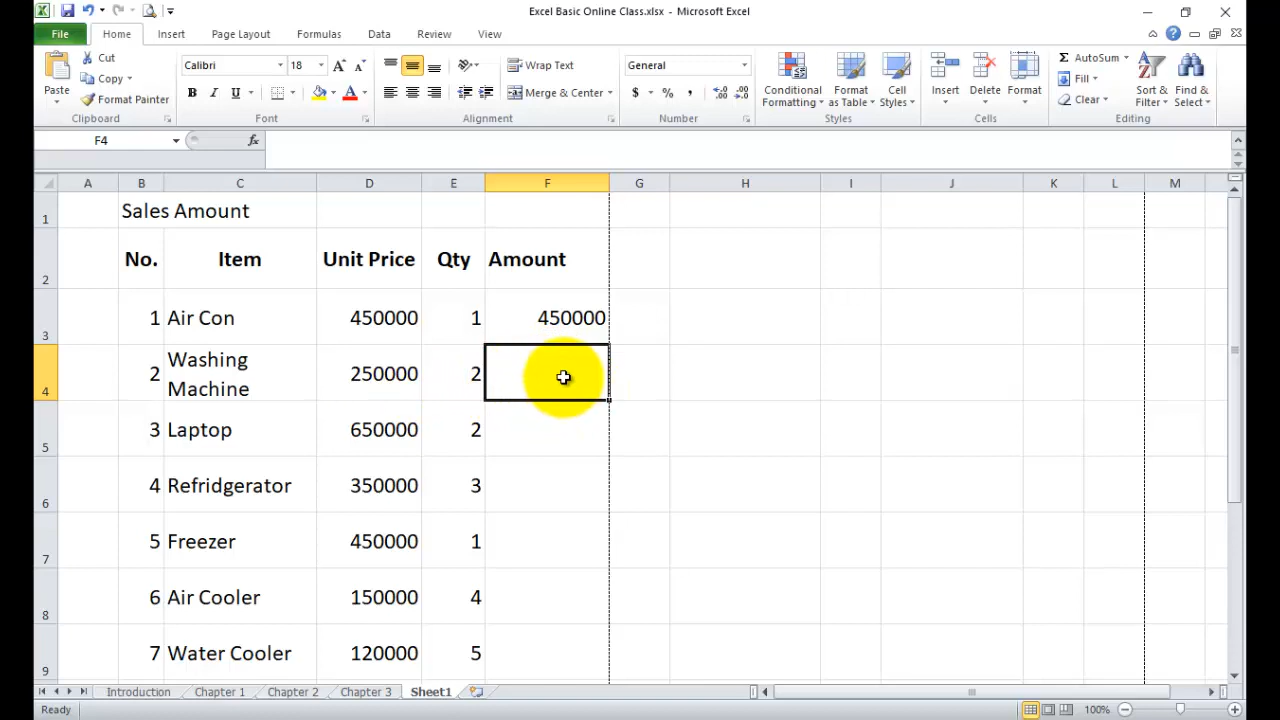 Excel Basic Online Class.xlsx - Microsoft Excel
File Home Insert Page Layout Formulas Data Review View
Paste
Cut
Copy
Format Painter
Clipboard
Calibri 18
B I U
Font
Wrap Text
Merge & Center
Alignment
General
$ % ,
Number
Conditional Formatting
Format as Table
Cell Styles
Styles
Insert Delete Format
Cells
AutoSum
Fill
Clear
Sort & Filter
Find & Select
Editing
F4 fx
A B C D E F G H I J K L M
1 Sales Amount
2 No. Item Unit Price Qty Amount
3 1 Air Con 450000 1 450000
4 2 Washing Machine 250000 2
5 3 Laptop 650000 2
6 4 Refridgerator 350000 3
7 5 Freezer 450000 1
8 6 Air Cooler 150000 4
9 7 Water Cooler 120000 5
Introduction Chapter 1 Chapter 2 Chapter 3 Sheet1
Ready 100%